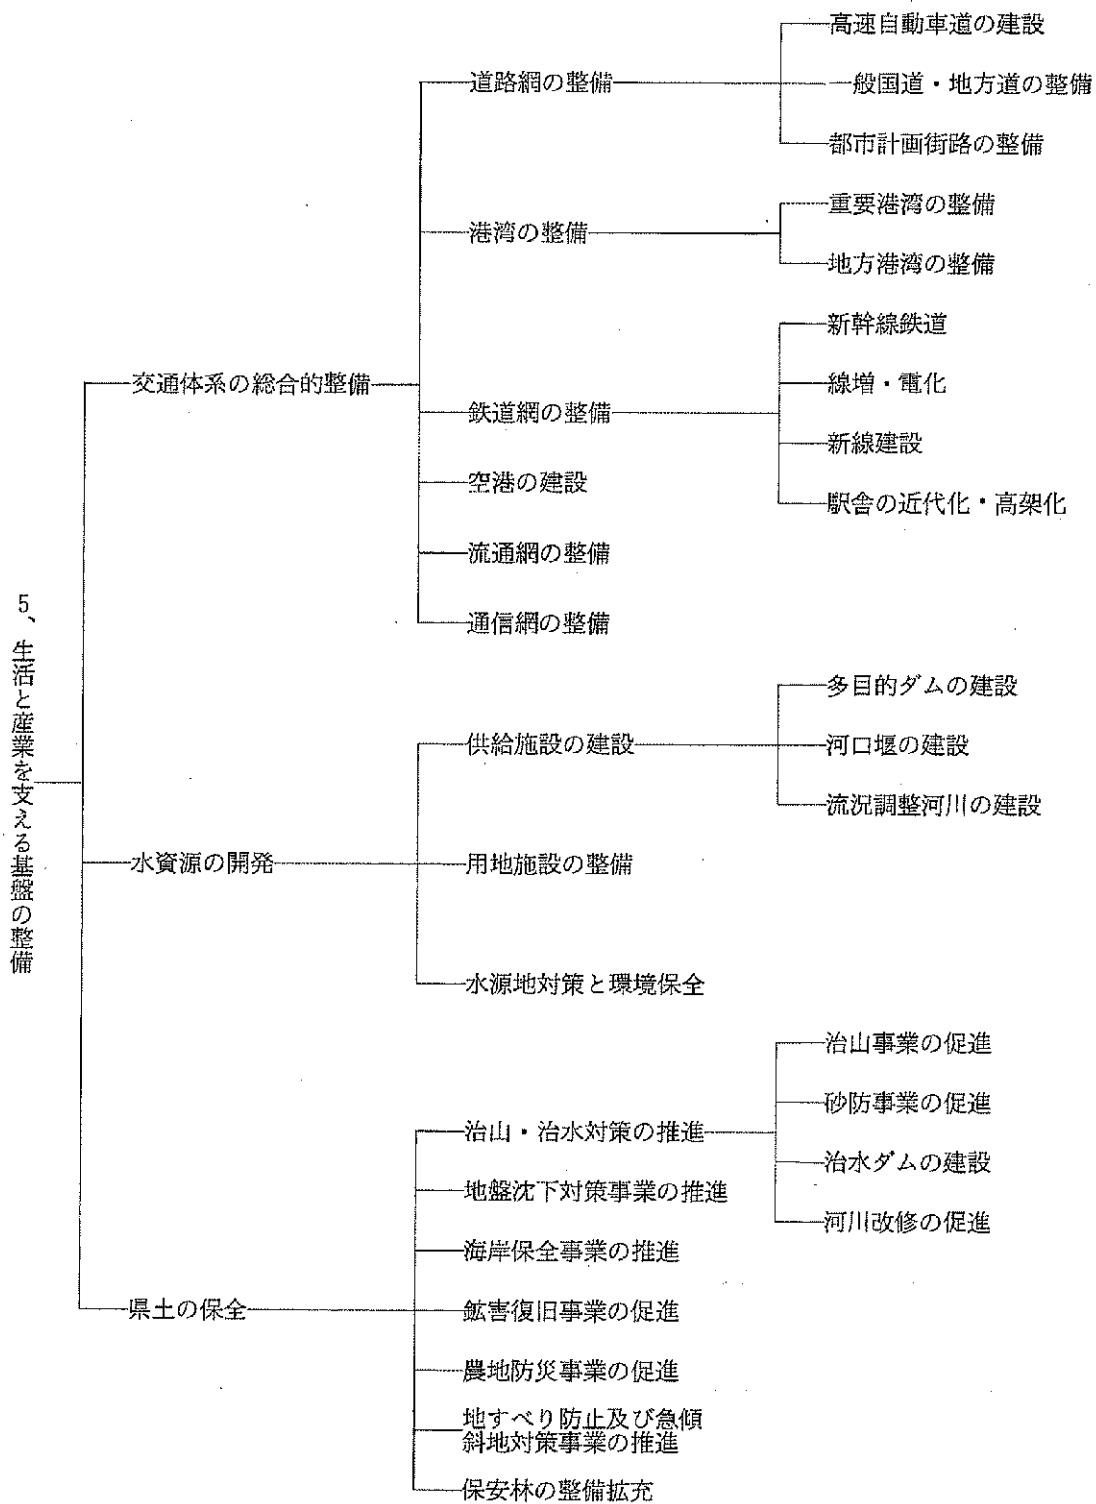 5、生活と産業を支える基盤の整備
交通体系の総合的整備
道路網の整備
高速自動車道の建設
一般国道・地方道の整備
都市計画街路の整備
港湾の整備
重要港湾の整備
地方港湾の整備
鉄道網の整備
新幹線鉄道
線増・電化
新線建設
駅舎の近代化・高架化
空港の建設
流通網の整備
通信網の整備
水資源の開発
供給施設の建設
多目的ダムの建設
河口堰の建設
流況調整河川の建設
用地施設の整備
水源地対策と環境保全
県土の保全
治山・治水対策の推進
治山事業の促進
砂防事業の促進
治水ダムの建設
河川改修の促進
地盤沈下対策事業の推進
海岸保全事業の推進
鉱害復旧事業の促進
農地防災事業の促進
地すべり防止及び急傾
斜地対策事業の推進
保安林の整備拡充